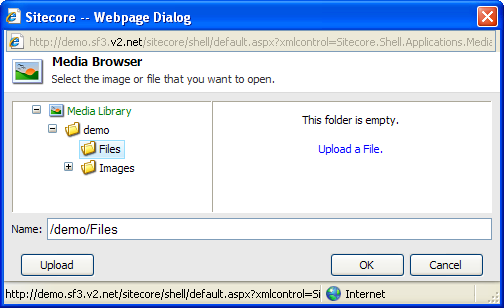 Sitecore -- Webpage Dialog
http://demo.sf3.v2.net/sitecore/shell/default.aspx?xmlcontrol=Sitecore.Shell.Applications.Media
Media Browser
Select the image or file that you want to open.
Media Library
demo
Files
Images
This folder is empty.
Upload a File.
Name: /demo/Files
Upload OK Cancel
http://demo.sf3.v2.net/sitecore/shell/default.aspx?xmlcontrol=Si Internet